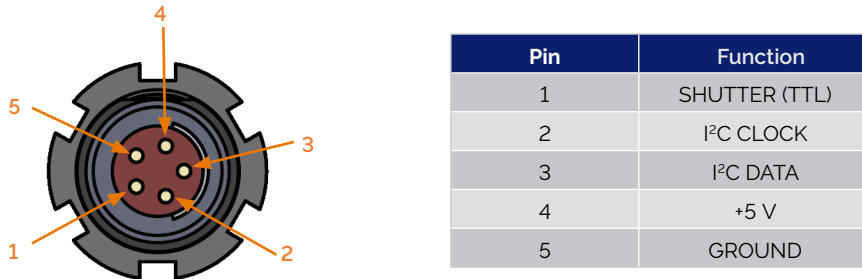 4
5
3
1
2
Pin Function
1 SHUTTER (TTL)
2 I²C CLOCK
3 I²C DATA
4 +5 V
5 GROUND